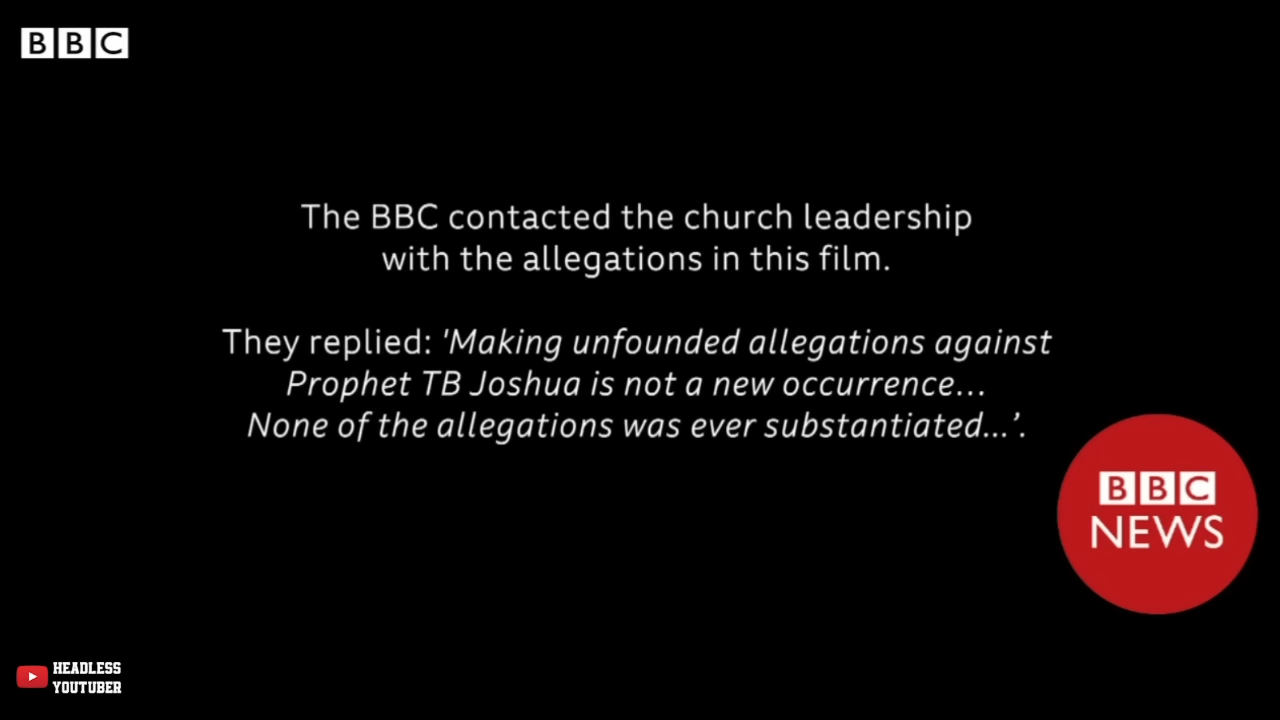 BBC
The BBC contacted the church leadership
with the allegations in this film.
They replied: 'Making unfounded allegations against
Prophet TB Joshua is not a new occurrence...
None of the allegations was ever substantiated...’.
BBC
NEWS
HEADLESS
YOUTUBER